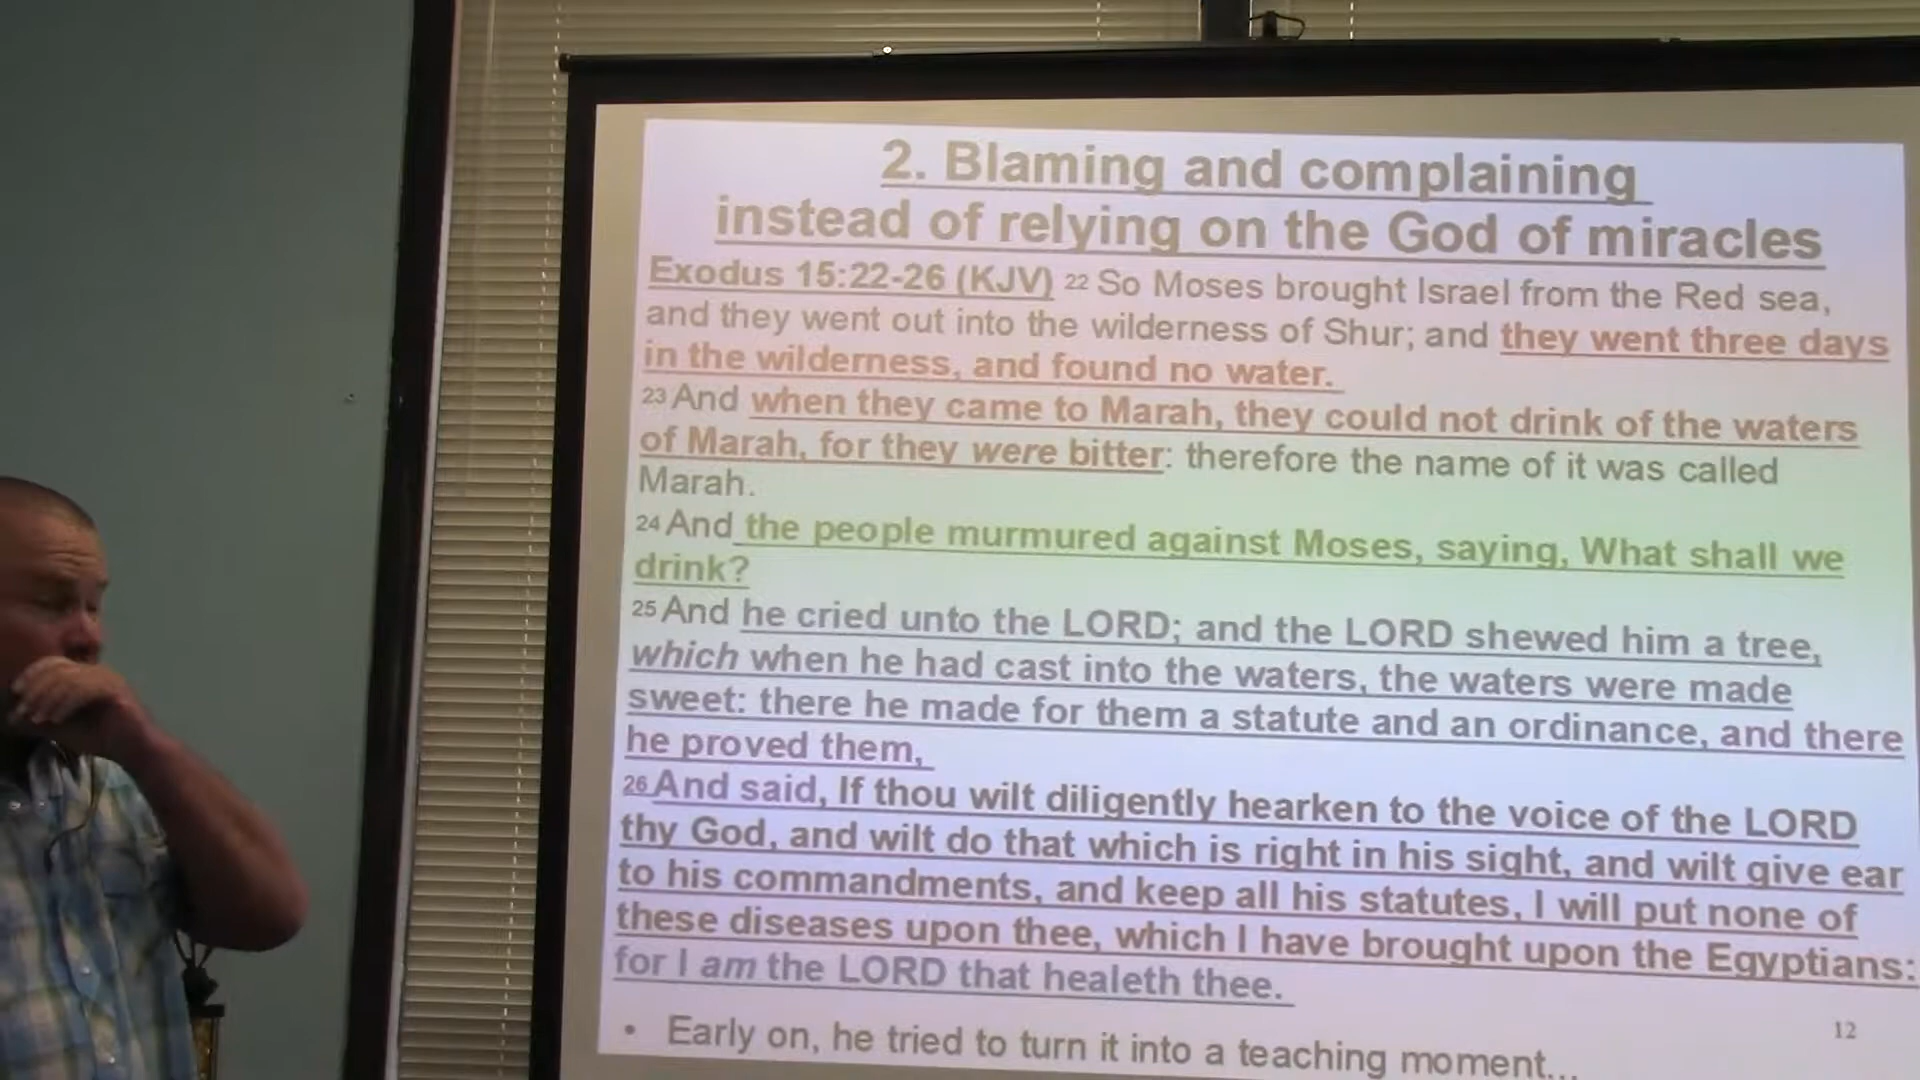 2. Blaming and complaining
instead of relying on the God of miracles
Exodus 15:22-26 (KJV) 22 So Moses brought Israel from the Red sea,
and they went out into the wilderness of Shur; and they went three days
in the wilderness, and found no water.
23 And when they came to Marah, they could not drink of the waters
of Marah, for they were bitter: therefore the name of it was called
Marah.
24 And the people murmured against Moses, saying, What shall we
drink?
25 And he cried unto the LORD; and the LORD shewed him a tree,
which when he had cast into the waters, the waters were made
sweet: there he made for them a statute and an ordinance, and there
he proved them,
26 And said, If thou wilt diligently hearken to the voice of the LORD
thy God, and wilt do that which is right in his sight, and wilt give ear
to his commandments, and keep all his statutes, I will put none of
these diseases upon thee, which I have brought upon the Egyptians:
for I am the LORD that healeth thee.
• Early on, he tried to turn it into a teaching moment...
12